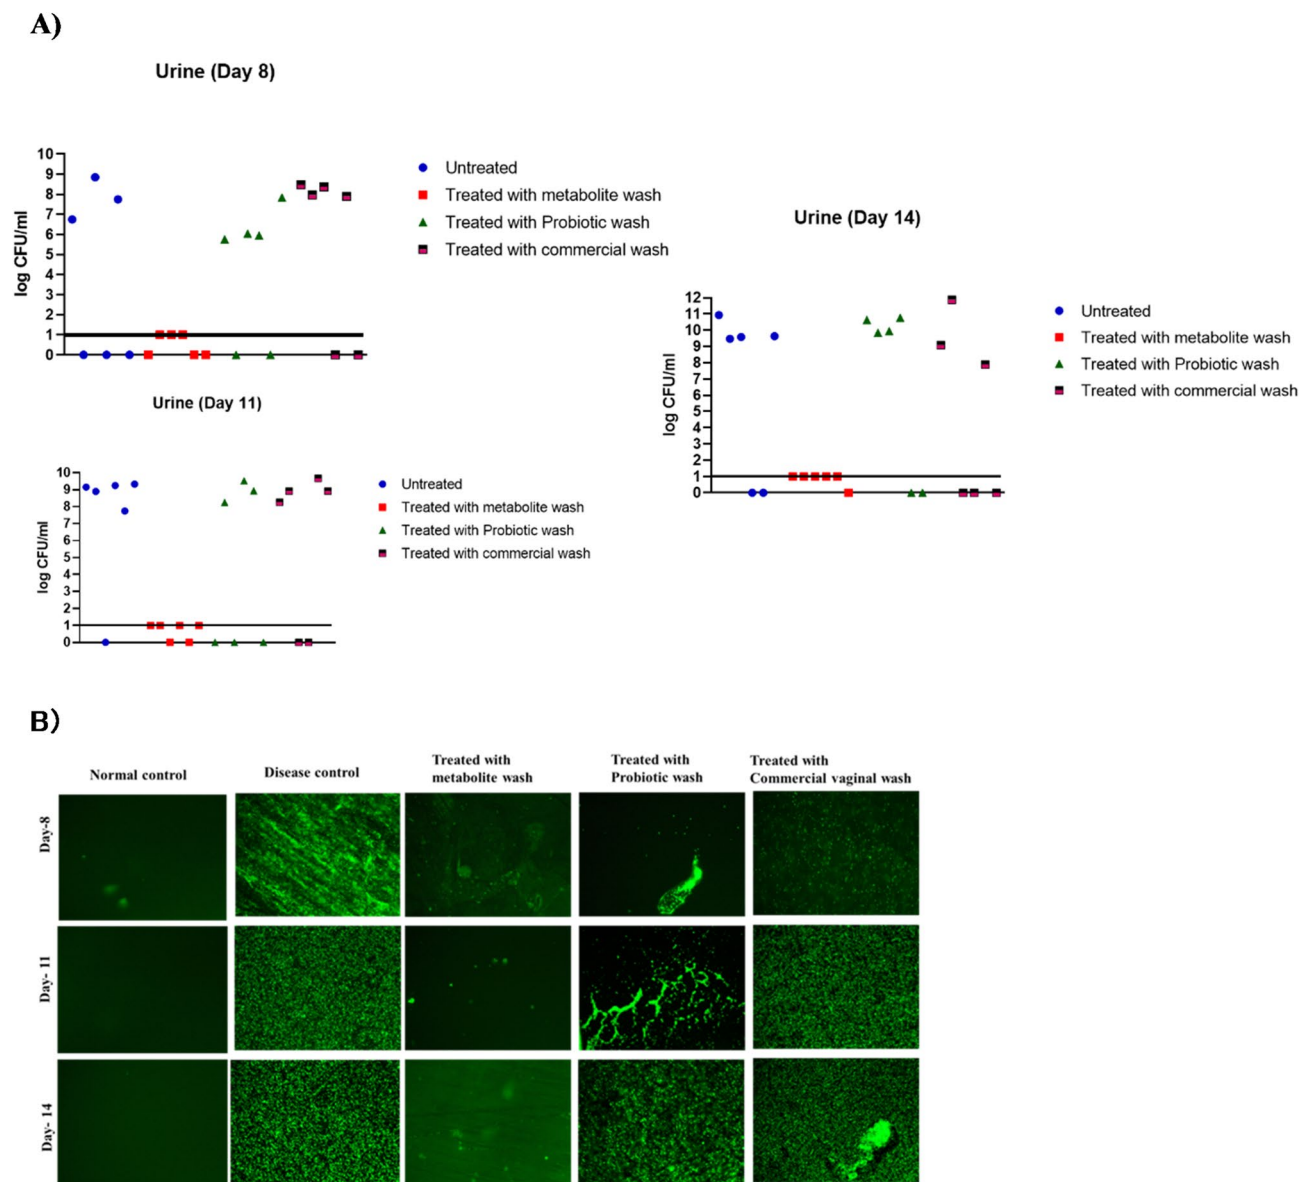 A)
Urine (Day 8)
10
9
8
7
6
5
4
3
2
1
0
log CFU/ml
Untreated
Treated with metabolite wash
Treated with Probiotic wash
Treated with commercial wash
Urine (Day 14)
12
11
10
9
8
7
6
5
4
3
2
1
0
log CFU/ml
Untreated
Treated with metabolite wash
Treated with Probiotic wash
Treated with commercial wash
Urine (Day 11)
10
9
8
7
6
5
4
3
2
1
0
log CFU/ml
Untreated
Treated with metabolite wash
Treated with Probiotic wash
Treated with commercial wash
B)
Normal control
Disease control
Treated with
metabolite wash
Treated with
Probiotic wash
Treated with
Commercial vaginal wash
Day-8
Day- 11
Day- 14